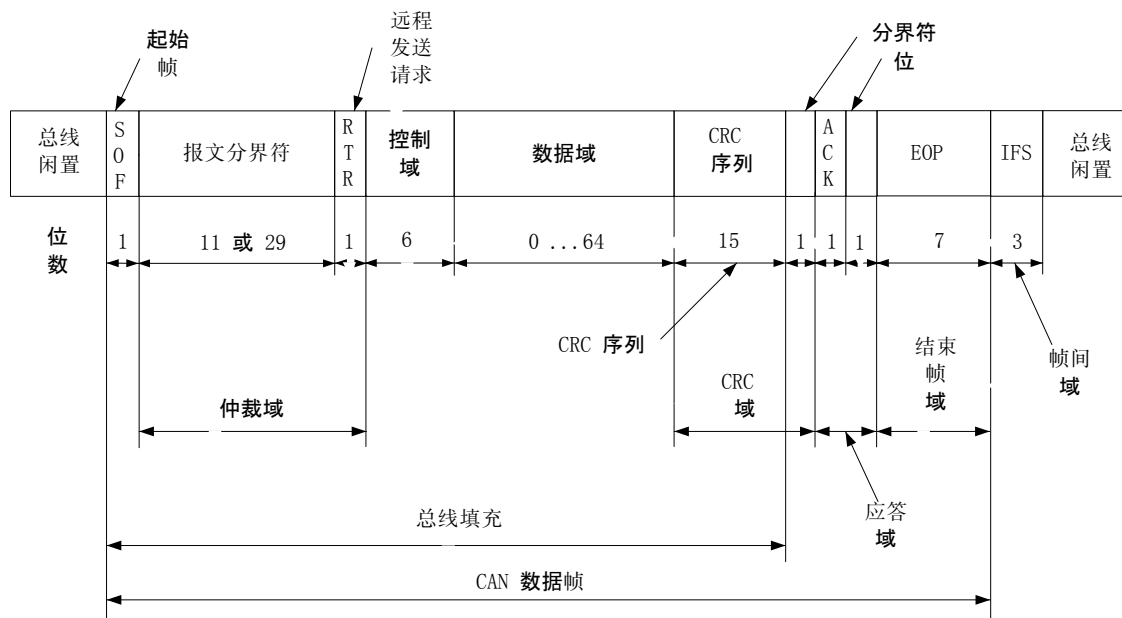 起始
帧
远程
发送
请求
分界符
位
总线
闲置
SOF
报文分界符
RTR
控制
域
数据域
CRC
序列
ACK
EOP
IFS
总线
闲置
位
数
1
11 或 29
1
6
0 ...64
15
1
1
1
7
3
CRC 序列
结束
帧
域
帧间
域
CRC
域
仲裁域
应答
域
总线填充
CAN 数据帧